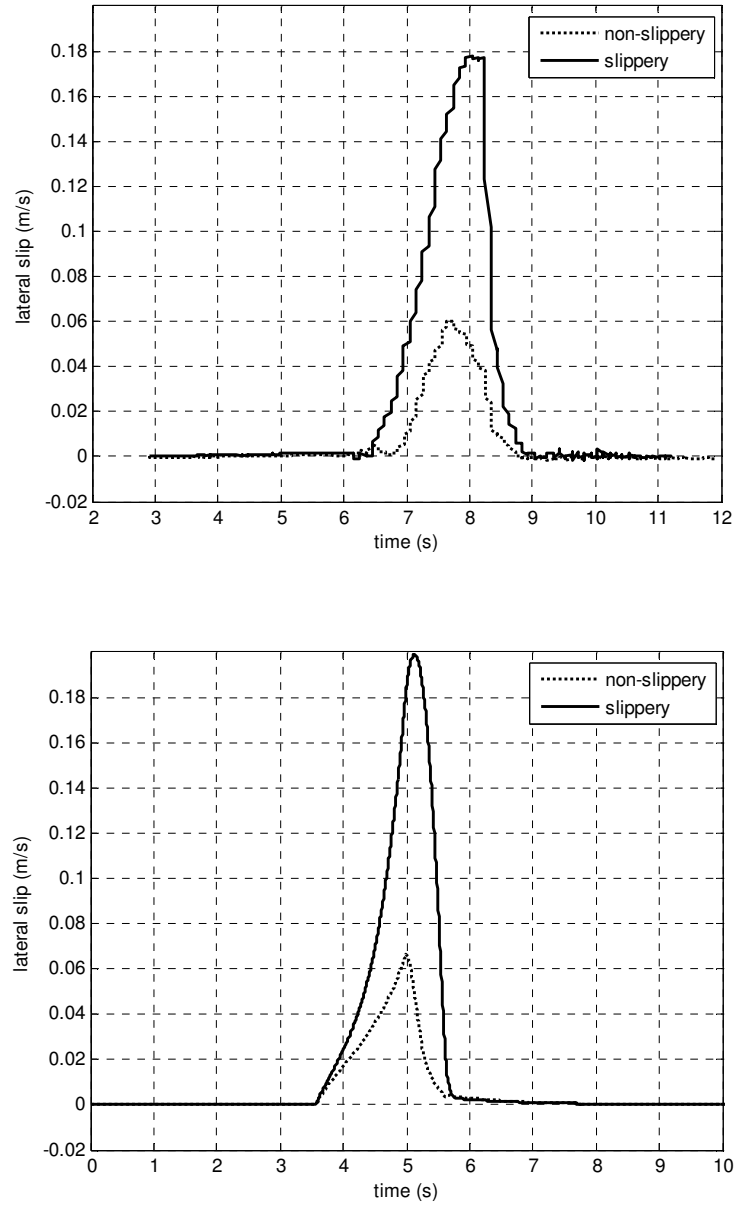 0.18
0.16
0.14
0.12
0.1
0.08
0.06
0.04
0.02
0
-0.02
lateral slip (m/s)
non-slippery
slippery
2 3 4 5 6 7 8 9 10 11 12
time (s)
0.18
0.16
0.14
0.12
0.1
0.08
0.06
0.04
0.02
0
-0.02
lateral slip (m/s)
non-slippery
slippery
0 1 2 3 4 5 6 7 8 9 10
time (s)